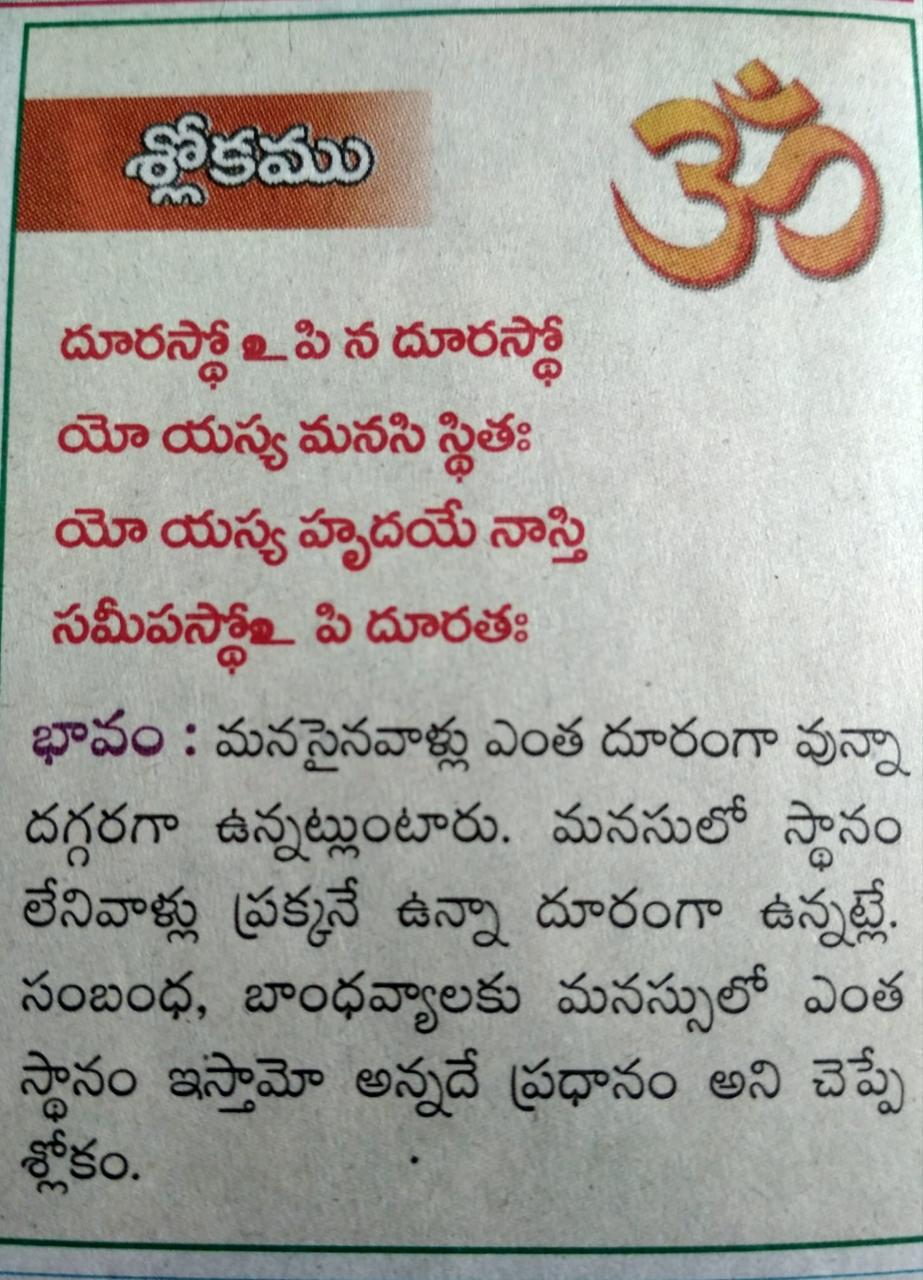 శ్లోకము
ॐ
దూరస్థో ఽ పి న దూరస్థో
యో యస్య మనసి స్థితః
యో యస్య హృదయే నాస్తి
సమీపస్థోఽ పి దూరతః
భావం : మనసైనవాళ్లు ఎంత దూరంగా వున్నా
దగ్గరగా ఉన్నట్లుంటారు. మనసులో స్థానం
లేనివాళ్లు ప్రక్కనే ఉన్నా దూరంగా ఉన్నట్లే.
సంబంధ, బాంధవ్యాలకు మనస్సులో ఎంత
స్థానం ఇస్తామో అన్నదే ప్రధానం అని చెప్పే
శ్లోకం.